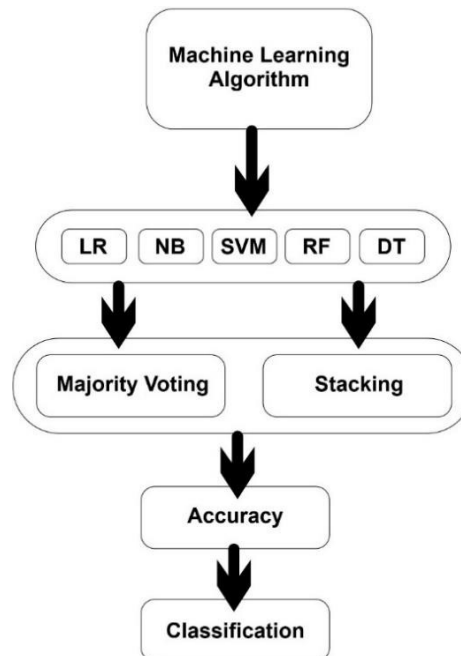 Machine Learning
Algorithm
LR NB SVM RF DT
Majority Voting Stacking
Accuracy
Classification